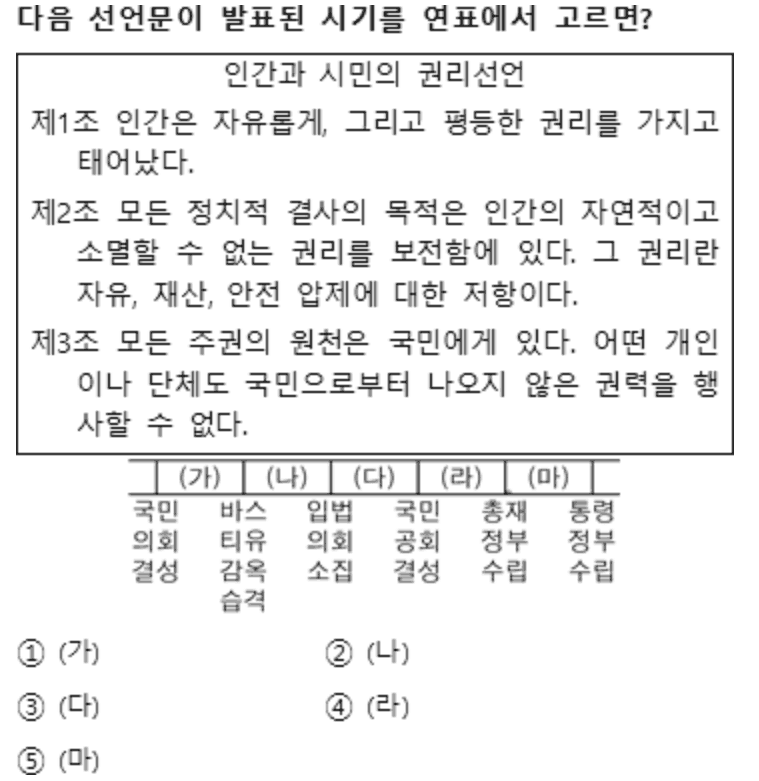 다음 선언문이 발표된 시기를 연표에서 고르면?
인간과 시민의 권리선언
제1조 인간은 자유롭게, 그리고 평등한 권리를 가지고
태어났다.
제2조 모든 정치적 결사의 목적은 인간의 자연적이고
소멸할 수 없는 권리를 보전함에 있다. 그 권리란
자유, 재산, 안전 압제에 대한 저항이다.
제3조 모든 주권의 원천은 국민에게 있다. 어떤 개인
이나 단체도 국민으로부터 나오지 않은 권력을 행
사할 수 없다.
(가) (나) (다) (라) (마)
국민 바스 입법 국민 총재 통령
의회 티유 의회 공회 정부 정부
결성 감옥 소집 결성 수립 수립
습격
① (가) ② (나)
③ (다) ④ (라)
⑤ (마)